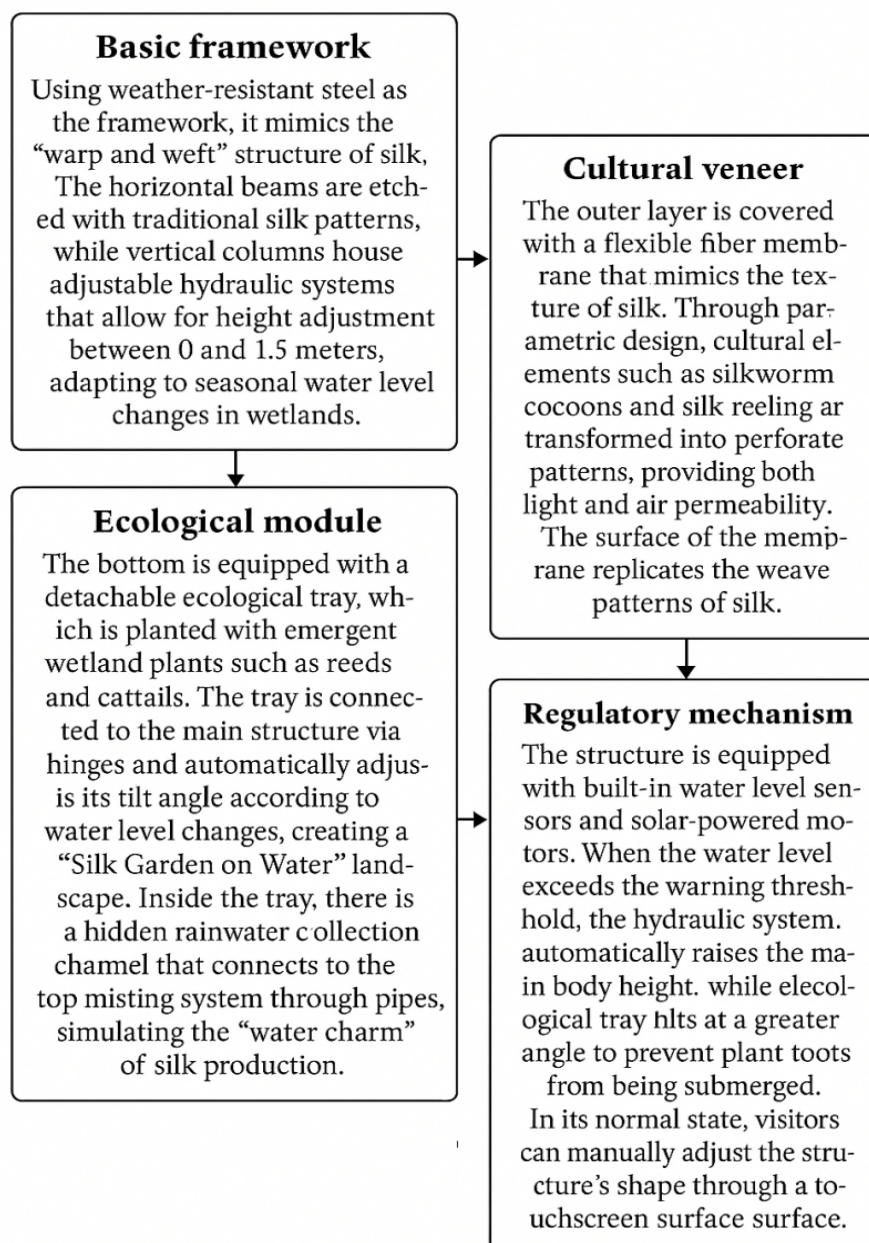 Basic framework
Using weather-resistant steel as
the framework, it mimics the
“warp and weft” structure of silk,
The horizontal beams are etch-
ed with traditional silk patterns,
while vertical columns house
adjustable hydraulic systems
that allow for height adjustment
between 0 and 1.5 meters,
adapting to seasonal water level
changes in wetlands.
Ecological module
The bottom is equipped with a
detachable ecological tray, wh-
ich is planted with emergent
wetland plants such as reeds
and cattails. The tray is connec-
ted to the main structure via
hinges and automatically adjus-
is its tilt angle according to
water level changes, creating a
“Silk Garden on Water” land-
scape. Inside the tray, there is
a hidden rainwater collection
channel that connects to the
top misting system through pipes,
simulating the “water charm”
of silk production.
Cultural veneer
The outer layer is covered
with a flexible fiber memb-
rane that mimics the tex-
ture of silk. Through par-
ametric design, cultural el-
ements such as silkworm
cocoons and silk reeling ar
transformed into perforate
patterns, providing both
light and air permeability.
The surface of the memp-
rane replicates the weave
patterns of silk.
Regulatory mechanism
The structure is equipped
with built-in water level sen-
sors and solar-powered mo-
tors. When the water level
exceeds the warning thresh-
hold, the hydraulic system.
automatically raises the ma-
in body height. while elecol-
ogical tray hlts at a greater
angle to prevent plant toots
from being submerged.
In its normal state, visitors
can manually adjust the stru-
cture’s shape through a to-
uchscreen surface surface.